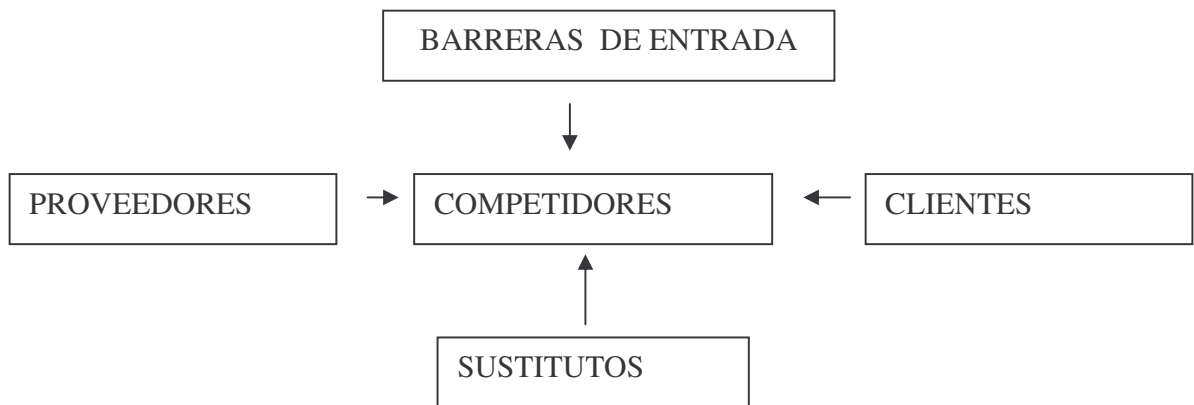 BARRERAS DE ENTRADA
PROVEEDORES
COMPETIDORES
CLIENTES
SUSTITUTOS